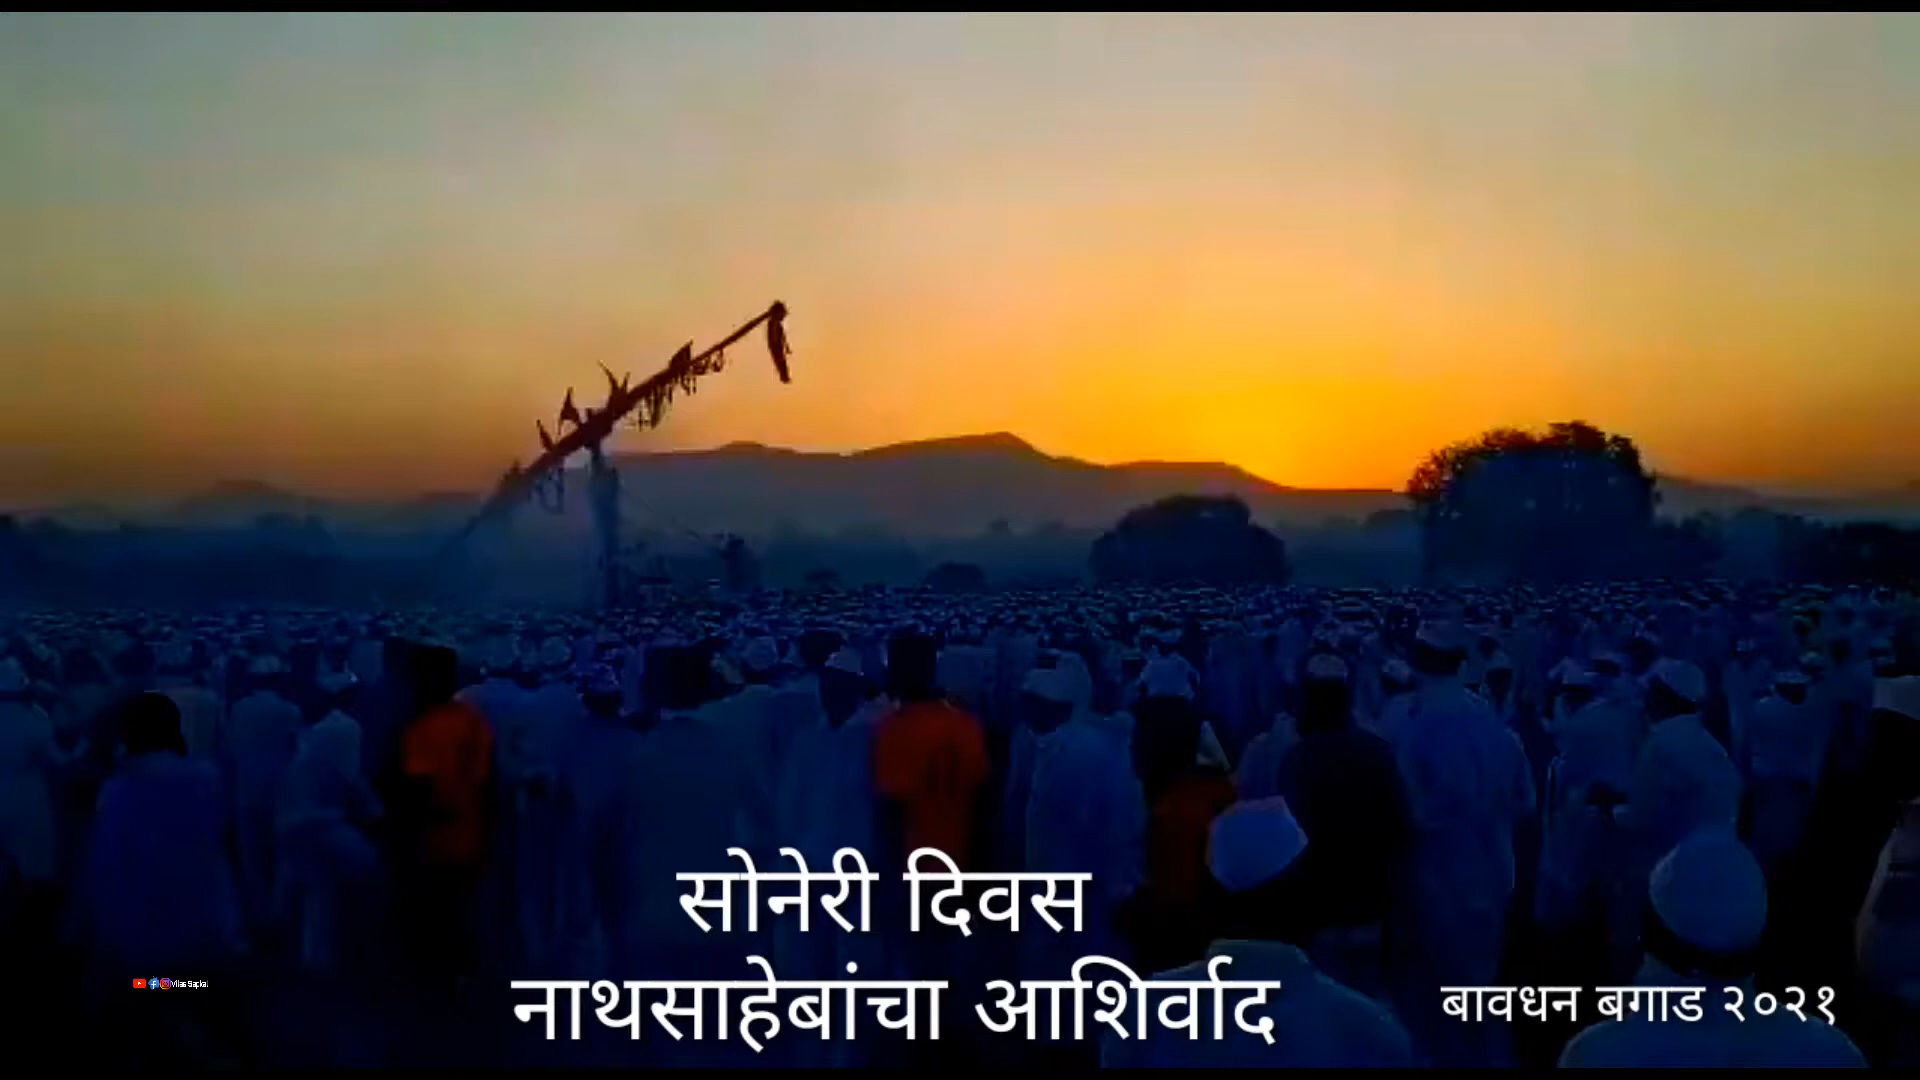 सोनेरी दिवस
नाथसाहेबांचा आशिर्वाद
बावधन बगाड २०२१